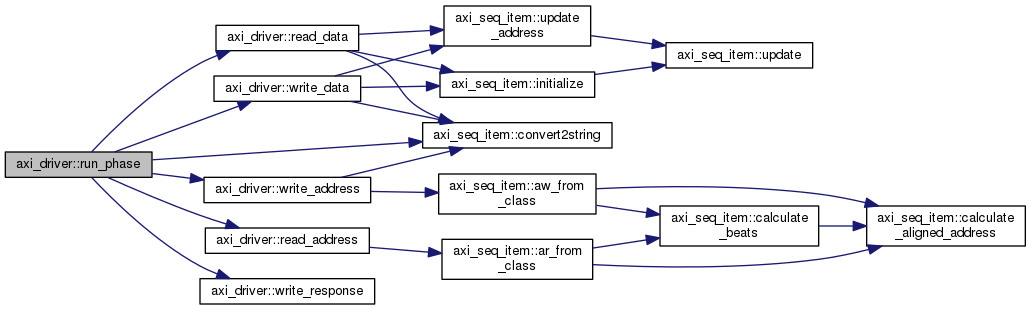 axi_driver::run_phase
axi_driver::read_data
axi_driver::write_data
axi_driver::write_address
axi_driver::read_address
axi_driver::write_response
axi_seq_item::update
_address
axi_seq_item::initialize
axi_seq_item::convert2string
axi_seq_item::aw_from
_class
axi_seq_item::ar_from
_class
axi_seq_item::update
axi_seq_item::calculate
_beats
axi_seq_item::calculate
_aligned_address